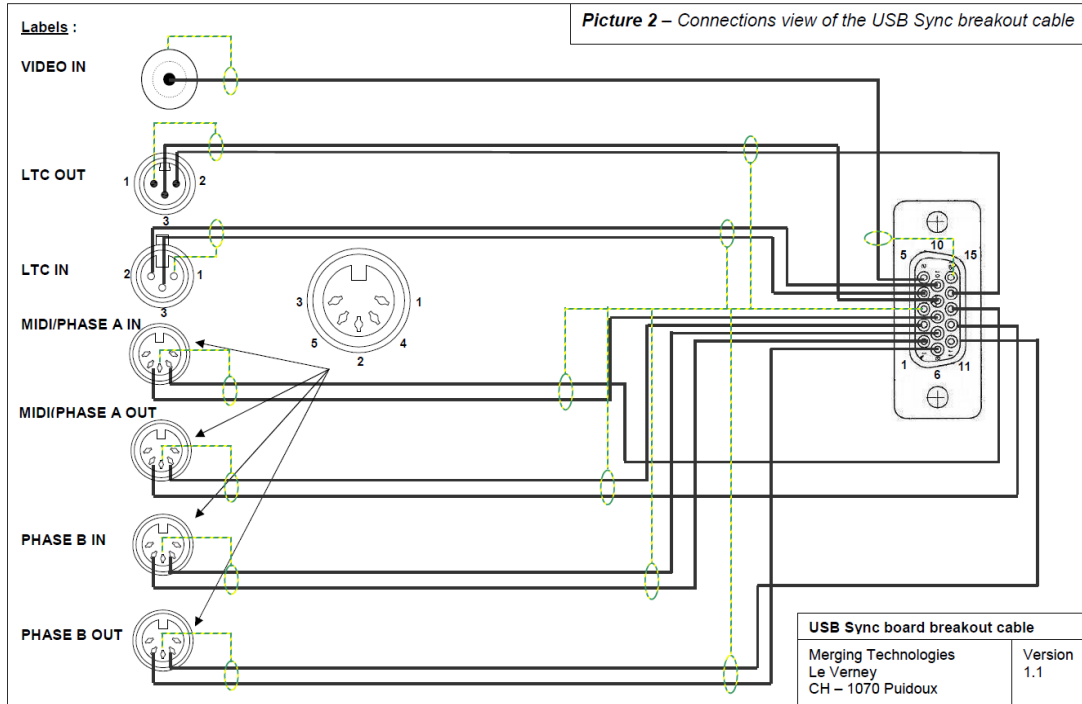 Labels :
Picture 2 – Connections view of the USB Sync breakout cable
VIDEO IN
LTC OUT
1
2
3
LTC IN
2
1
3
MIDI/PHASE A IN
3
1
5
4
2
MIDI/PHASE A OUT
PHASE B IN
PHASE B OUT
5
10
15
1
6
11
USB Sync board breakout cable
Merging Technologies
Le Verney
CH – 1070 Puidoux
Version
1.1